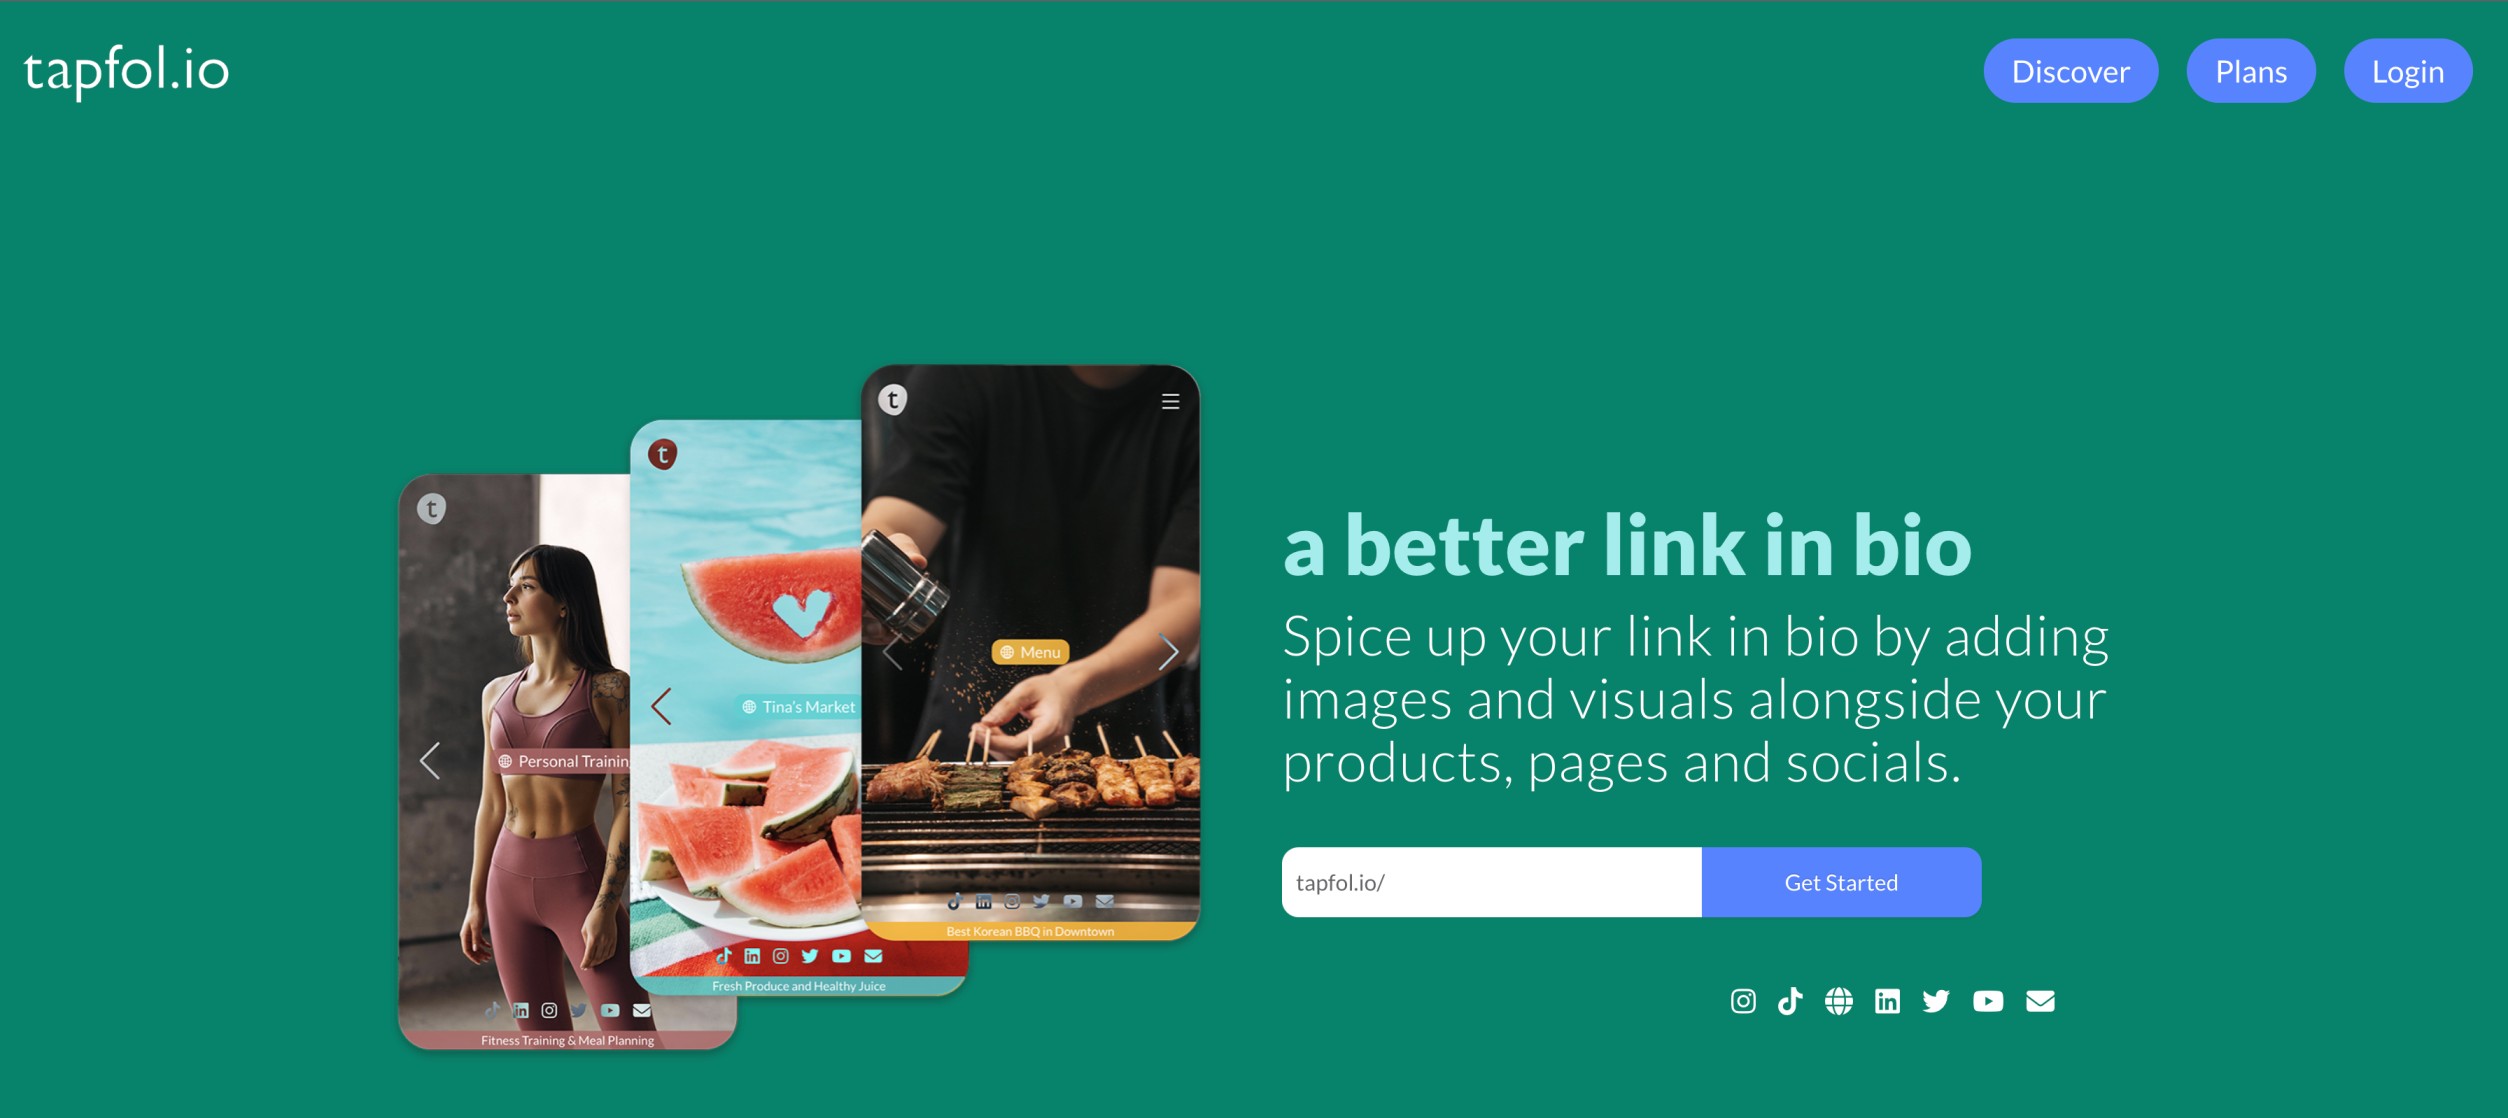 tapfol.io
Discover
Plans
Login
t
Menu
Best Korean BBQ in Downtown
t
Tina's Market
Fresh Produce and Healthy Juice
t
Personal Trainin
Fitness Training & Meal Planning
a better link in bio
Spice up your link in bio by adding
images and visuals alongside your
products, pages and socials.
tapfol.io/
Get Started